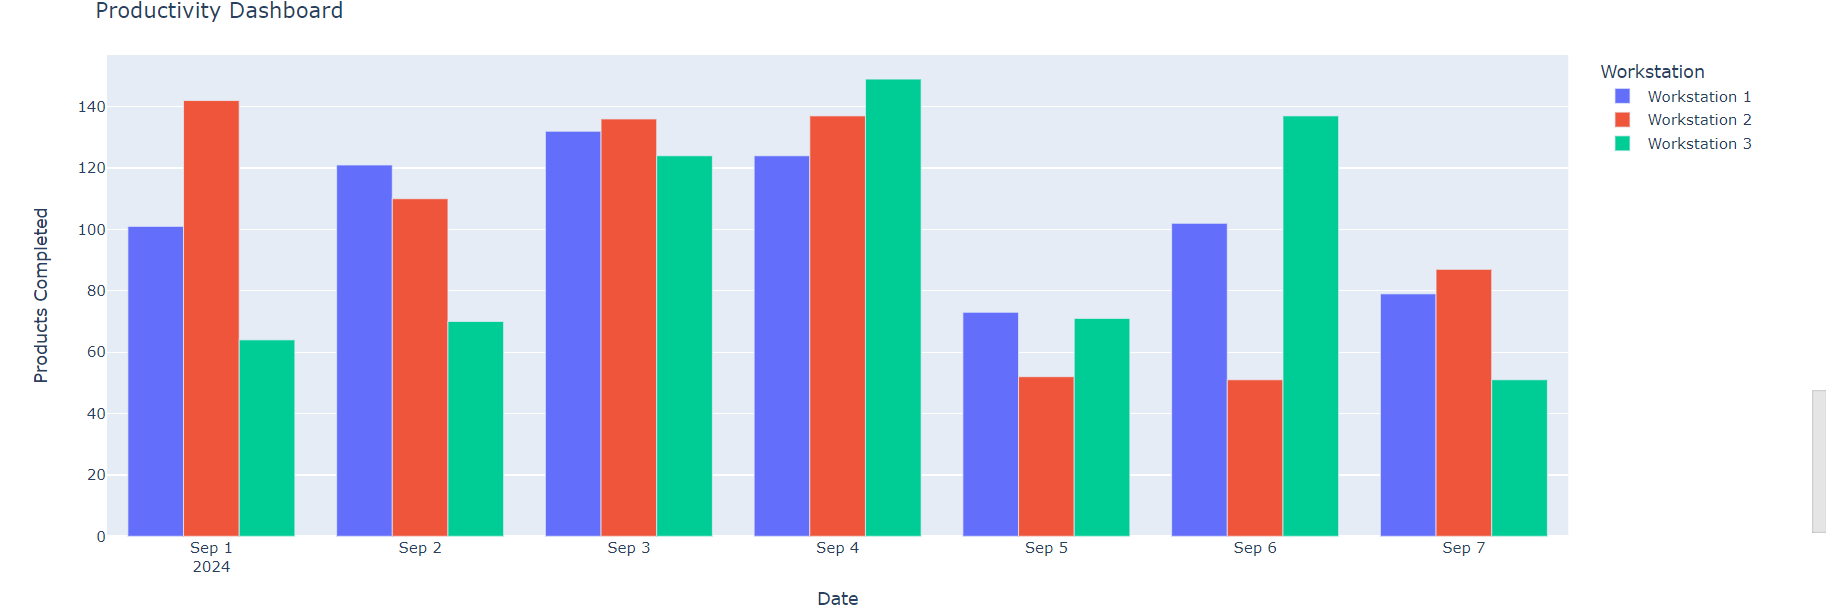 Productivity Dashboard
Workstation
Workstation 1
Workstation 2
Workstation 3
Products Completed
140
120
100
80
60
40
20
0
Sep 1 Sep 2 Sep 3 Sep 4 Sep 5 Sep 6 Sep 7
2024
Date